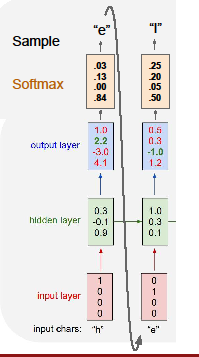 Sample “e” “l”
Softmax
.03 .25
.13 .20
.00 .05
.84 .50
output layer
1.0 0.5
2.2 0.3
-3.0 -1.0
4.1 1.2
hidden layer
0.3 1.0
-0.1 0.3
0.9 0.1
input layer
1 0
0 1
0 0
0 0
input chars: “h” “e”